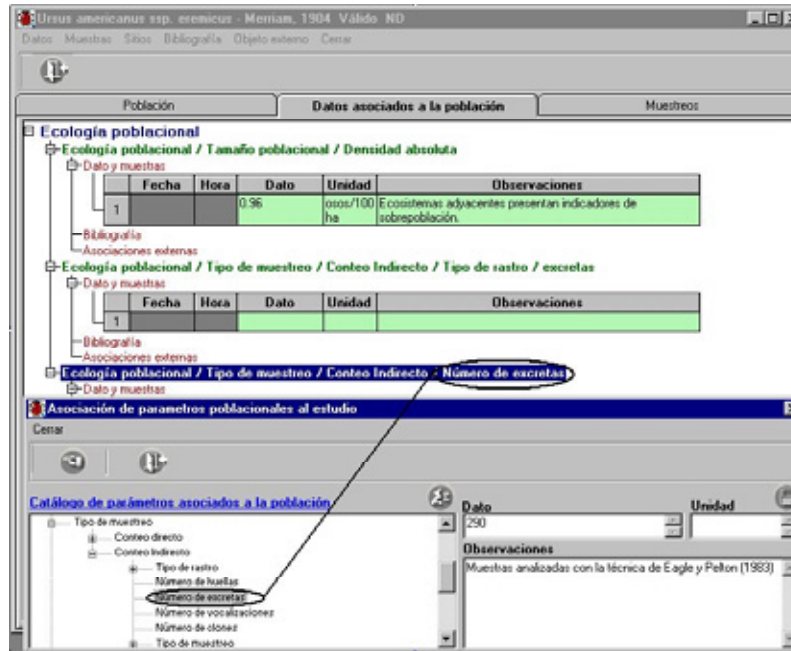 Ursus americanus ssp. eremicus - Merriam, 1904 Válido ND
Datos Muestras Sitios Bibliografía Objeto externo Cerrar
Población Datos asociados a la población Muestreos
Ecología poblacional
Ecología poblacional / Tamaño poblacional / Densidad absoluta
Dato y muestras
Fecha Hora Dato Unidad Observaciones
1 0.96 osos/100 Ecosistemas adyacentes presentan indicadores de
ha sobrepoblación.
Bibliografía
Asociaciones externas
Ecología poblacional / Tipo de muestreo / Conteo Indirecto / Tipo de rastro / excretas
Dato y muestras
Fecha Hora Dato Unidad Observaciones
1
Bibliografía
Asociaciones externas
Ecología poblacional / Tipo de muestreo / Conteo Indirecto / Número de excretas
Dato y muestras
Asociación de parametros poblacionales al estudio
Cerrar
Catálogo de parámetros asociados a la población
Dato Unidad
Tipo de muestreo
290
Conteo directo
Conteo Indirecto
Observaciones
Tipo de rastro
Muestras analizadas con la técnica de Eagle y Pelton (1983)
Número de huellas
Número de excretas
Número de vocalizaciones
Número de clones
Tipo de muestreo